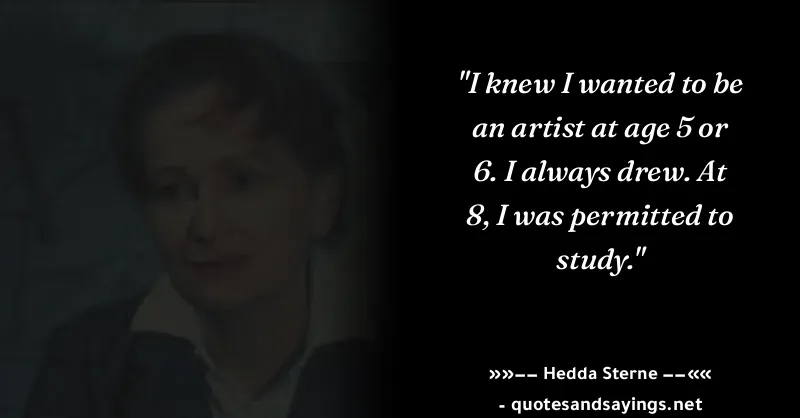 "I knew I wanted to be
an artist at age 5 or
6. I always drew. At
8, I was permitted to
study."
»»–– Hedda Sterne ––««
- quotesandsayings.net